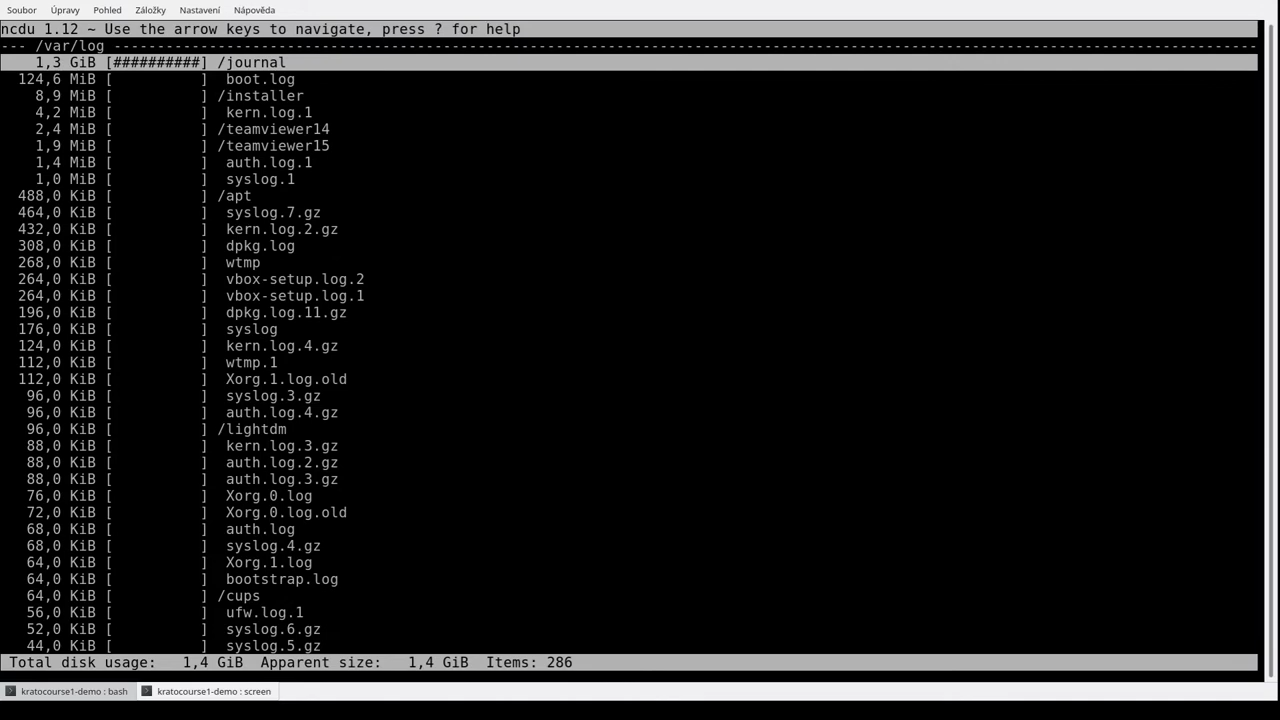 Soubor Úpravy Pohled Záložky Nastavení Nápověda
ncdu 1.12 ~ Use the arrow keys to navigate, press ? for help
--- /var/log ------------------------------------------------------------------------------------------------------------------------------------
1,3 GiB [##########] /journal
124,6 MiB [          ]  boot.log
8,9 MiB [          ] /installer
4,2 MiB [          ]  kern.log.1
2,4 MiB [          ] /teamviewer14
1,9 MiB [          ] /teamviewer15
1,4 MiB [          ]  auth.log.1
1,0 MiB [          ]  syslog.1
488,0 KiB [          ] /apt
464,0 KiB [          ]  syslog.7.gz
432,0 KiB [          ]  kern.log.2.gz
308,0 KiB [          ]  dpkg.log
268,0 KiB [          ]  wtmp
264,0 KiB [          ]  vbox-setup.log.2
264,0 KiB [          ]  vbox-setup.log.1
196,0 KiB [          ]  dpkg.log.11.gz
176,0 KiB [          ]  syslog
124,0 KiB [          ]  kern.log.4.gz
112,0 KiB [          ]  wtmp.1
112,0 KiB [          ]  Xorg.1.log.old
96,0 KiB [          ]  syslog.3.gz
96,0 KiB [          ]  auth.log.4.gz
96,0 KiB [          ] /lightdm
88,0 KiB [          ]  kern.log.3.gz
88,0 KiB [          ]  auth.log.2.gz
88,0 KiB [          ]  auth.log.3.gz
76,0 KiB [          ]  Xorg.0.log
72,0 KiB [          ]  Xorg.0.log.old
68,0 KiB [          ]  auth.log
68,0 KiB [          ]  syslog.4.gz
64,0 KiB [          ]  Xorg.1.log
64,0 KiB [          ]  bootstrap.log
64,0 KiB [          ] /cups
56,0 KiB [          ]  ufw.log.1
52,0 KiB [          ]  syslog.6.gz
44,0 KiB [          ]  syslog.5.gz
Total disk usage:   1,4 GiB  Apparent size:   1,4 GiB  Items: 286
kratocourse1-demo : bash kratocourse1-demo : screen